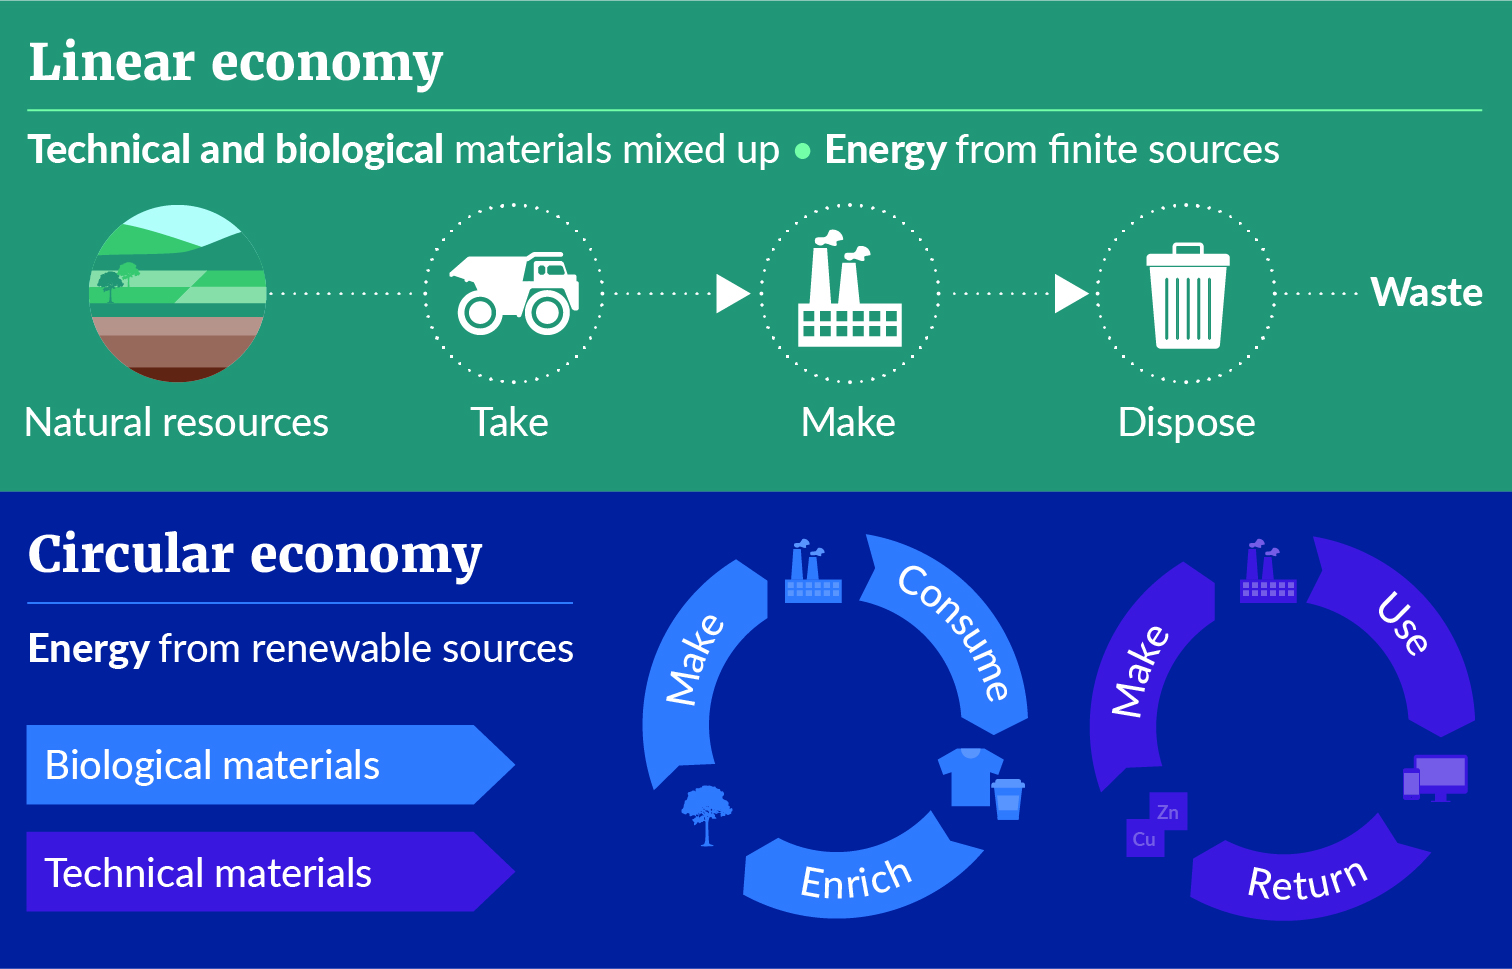 Linear economy
Technical and biological materials mixed up • Energy from finite sources
Waste
Natural resources
Take
Make
Dispose
Circular economy
Energy from renewable sources
Biological materials
Technical materials
Make
Consume
Enrich
Make
Use
Return
Zn
Cu